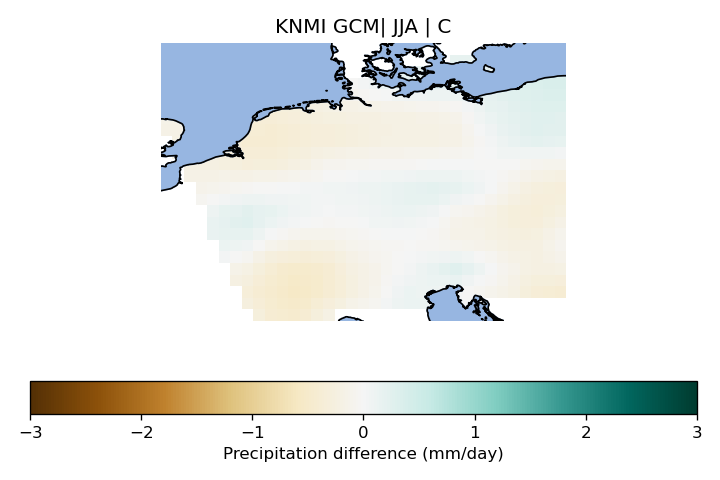 KNMI GCM| JJA | C
−3 −2 −1 0 1 2 3
Precipitation difference (mm/day)